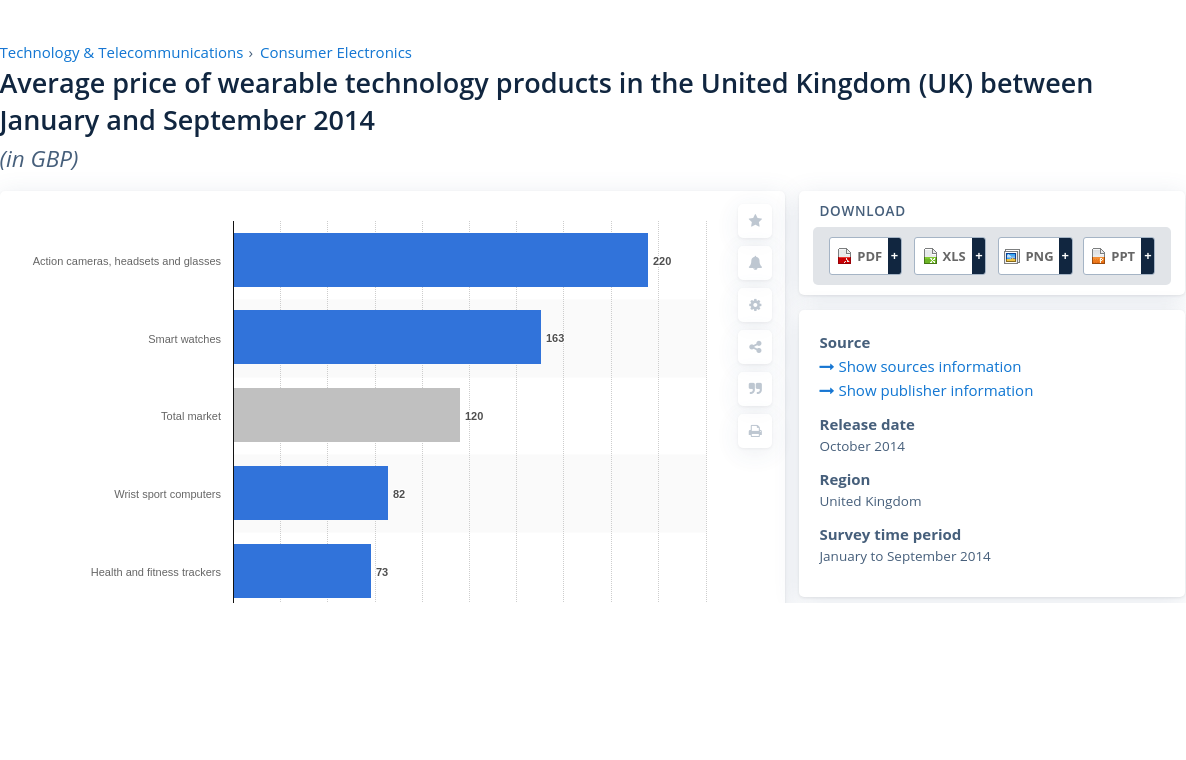 Technology & Telecommunications › Consumer Electronics
Average price of wearable technology products in the United Kingdom (UK) between
January and September 2014
(in GBP)
Action cameras, headsets and glasses 220
Smart watches 163
Total market 120
Wrist sport computers 82
Health and fitness trackers 73
DOWNLOAD
PDF + XLS + PNG + PPT +
Source
Show sources information
Show publisher information
Release date
October 2014
Region
United Kingdom
Survey time period
January to September 2014